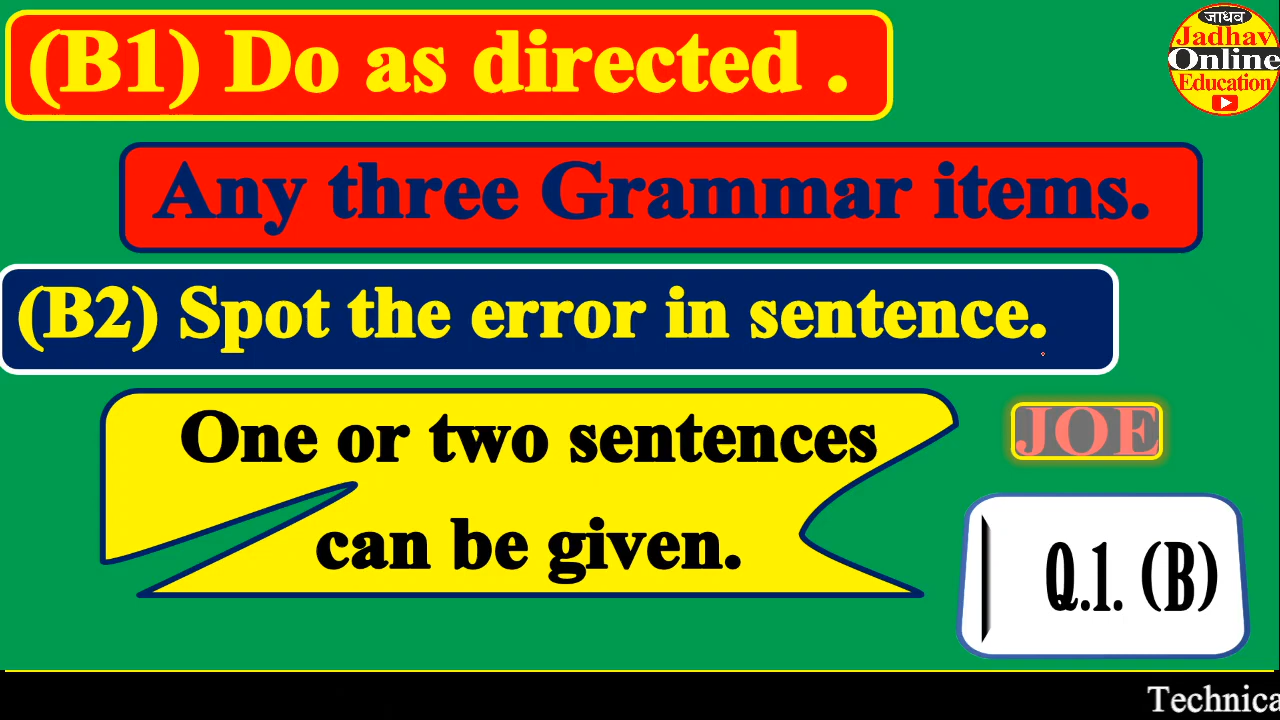 (B1) Do as directed .
जाधव
Jadhav
Online
Education
Any three Grammar items.
(B2) Spot the error in sentence.
One or two sentences
can be given.
JOE
Q.1. (B)
Technica